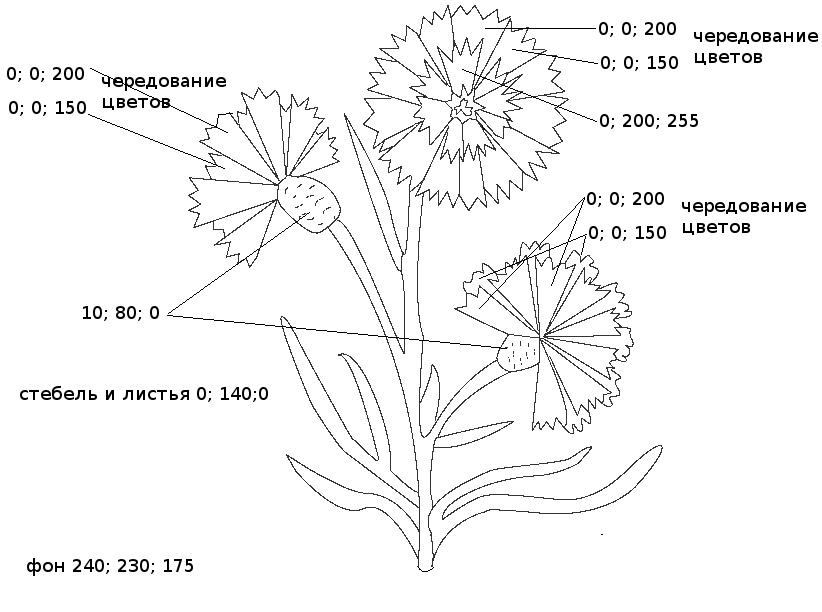 0; 0; 200
чередование
цветов
0; 0; 150
0; 200; 255
0; 0; 200
чередование
цветов
0; 0; 150
0; 0; 200
чередование
цветов
0; 0; 150
10; 80; 0
стебель и листья 0; 140;0
фон 240; 230; 175